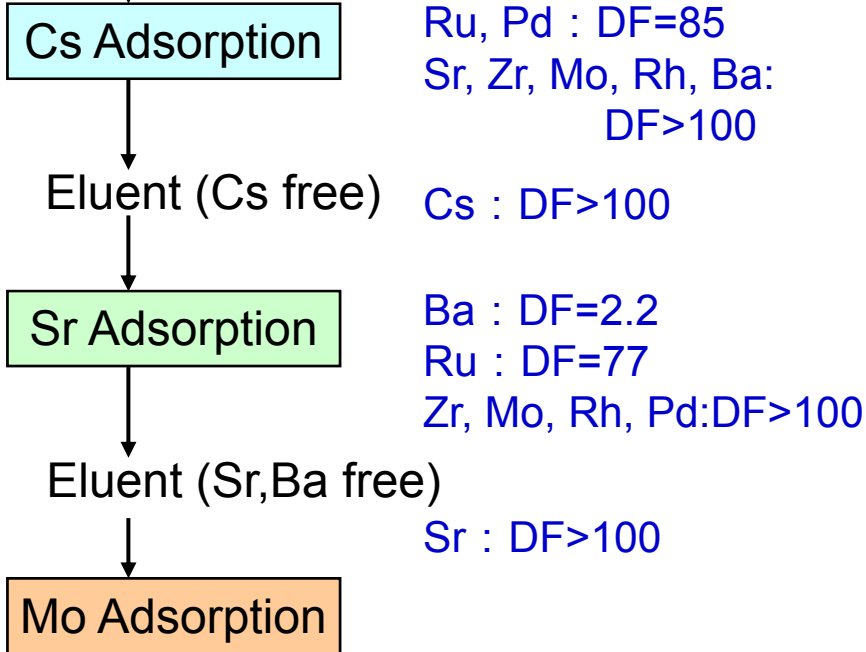 Cs Adsorption
Ru, Pd : DF=85
Sr, Zr, Mo, Rh, Ba:
DF>100
Eluent (Cs free)
Cs : DF>100
Sr Adsorption
Ba : DF=2.2
Ru : DF=77
Zr, Mo, Rh, Pd:DF>100
Eluent (Sr,Ba free)
Sr : DF>100
Mo Adsorption